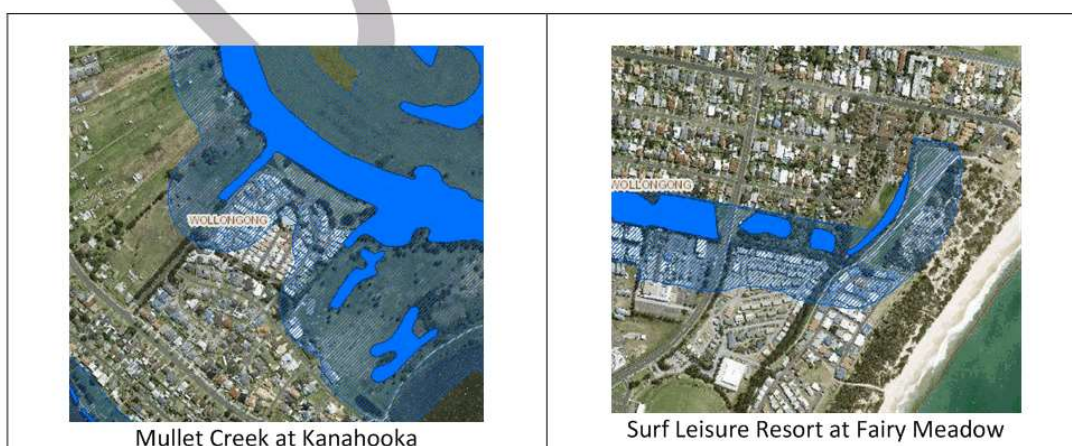 WOLLONGONG
WOLLONGONG
Mullet Creek at Kanahooka
Surf Leisure Resort at Fairy Meadow